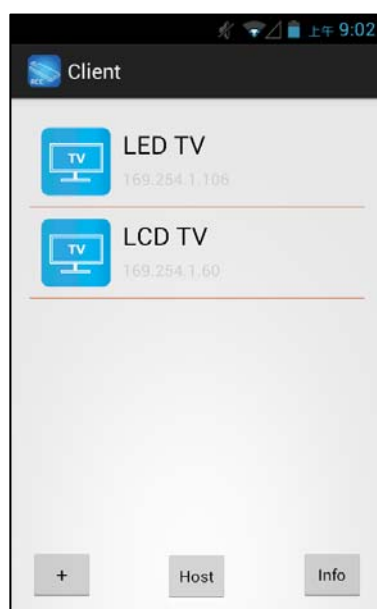 上午 9:02
Client
LED TV
169.254.1.106
LCD TV
169.254.1.60
+
Host
Info
TV
TV